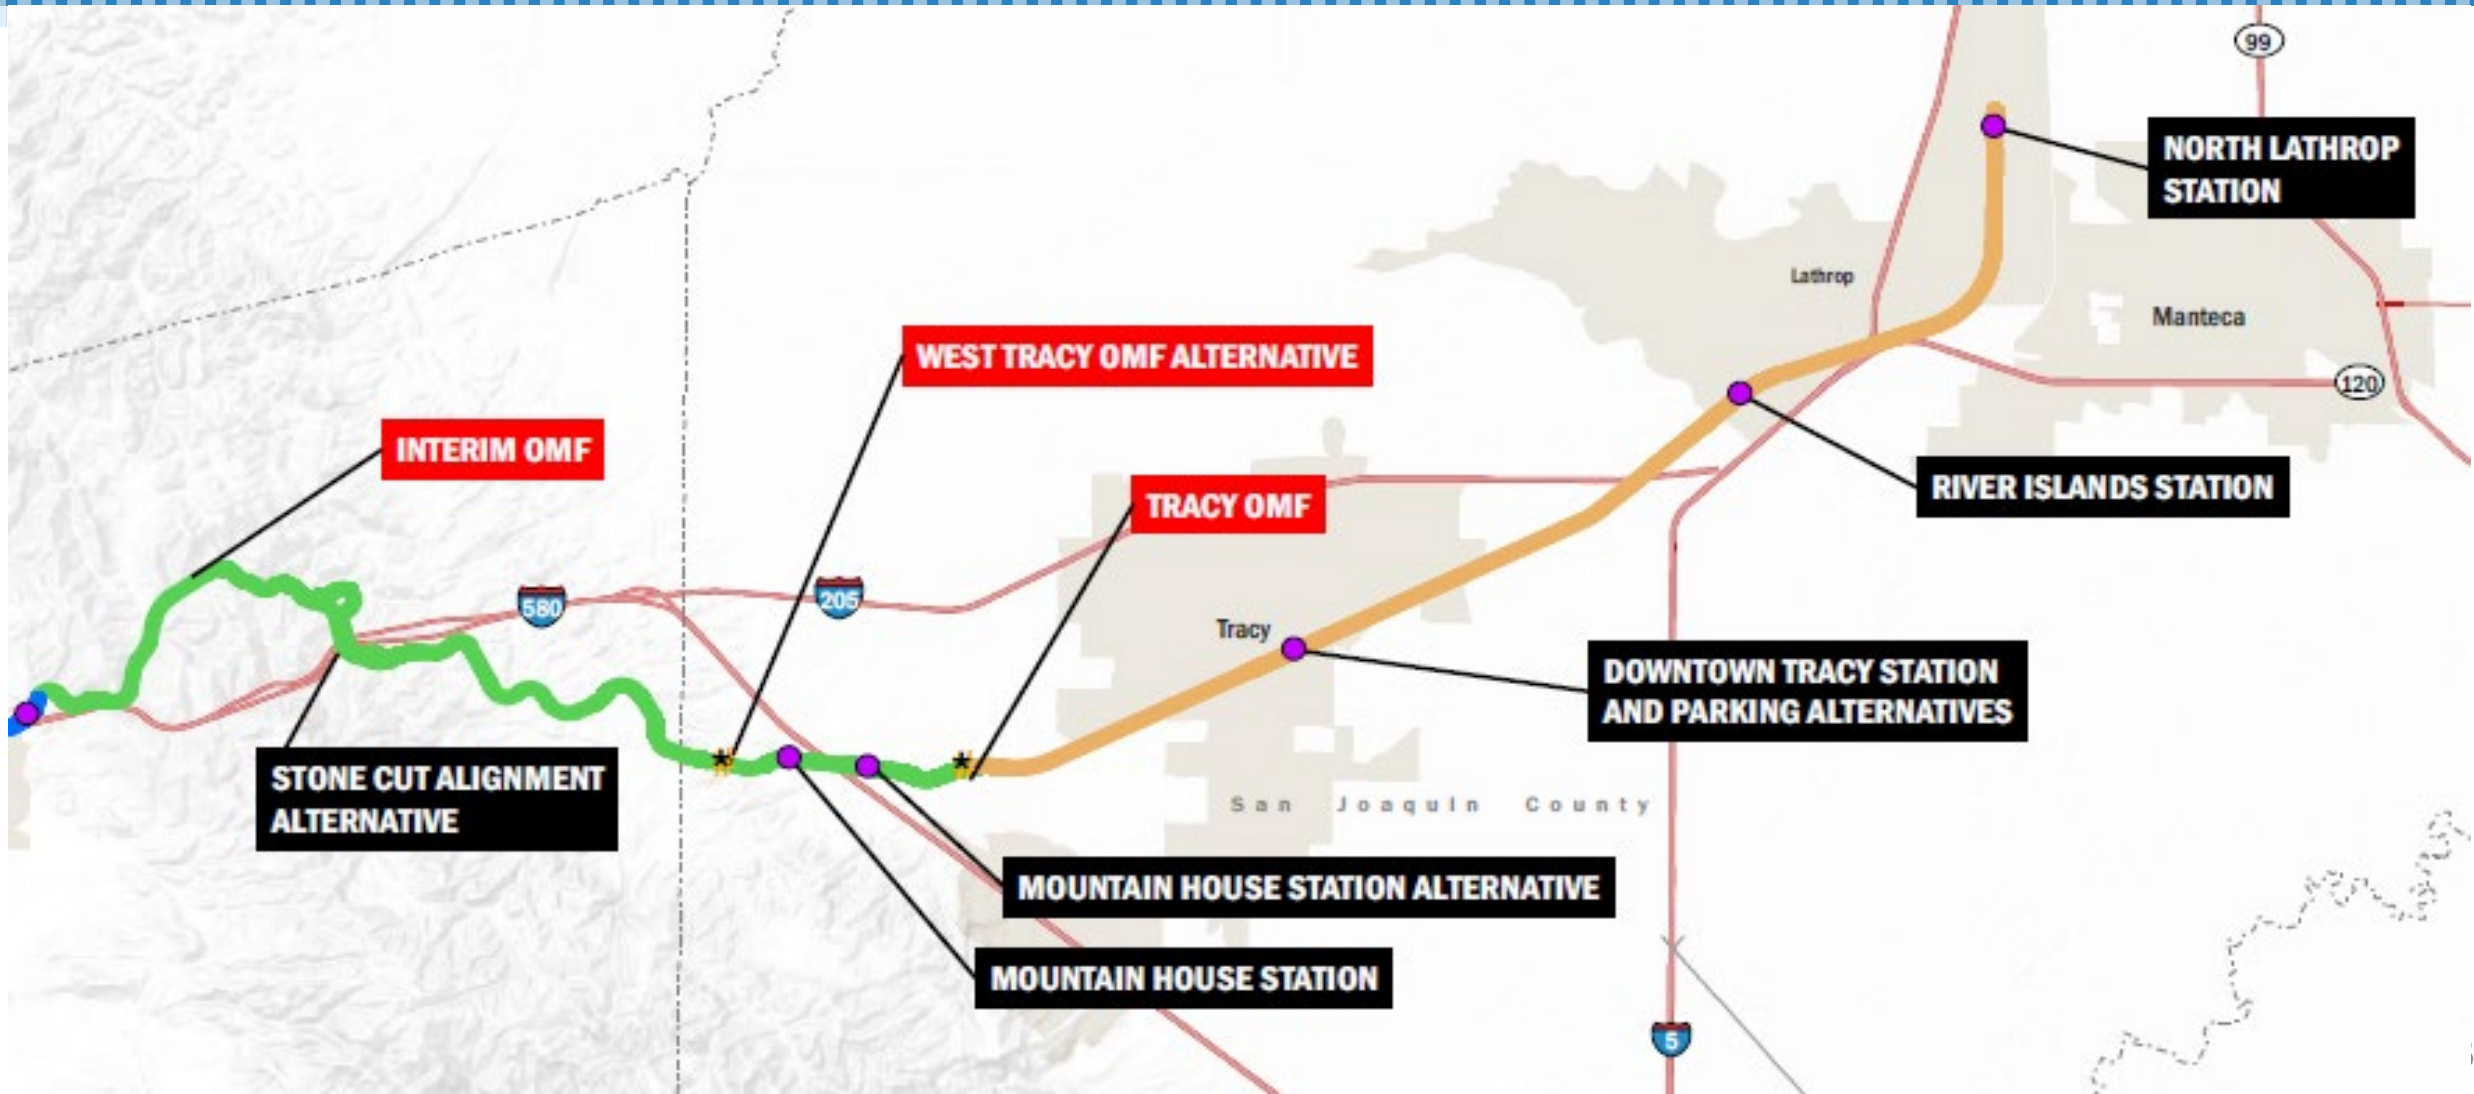 99
NORTH LATHROP
STATION
Lathrop
Manteca
WEST TRACY OMF ALTERNATIVE
120
INTERIM OMF
RIVER ISLANDS STATION
TRACY OMF
580
205
Tracy
DOWNTOWN TRACY STATION
AND PARKING ALTERNATIVES
STONE CUT ALIGNMENT
ALTERNATIVE
San Joaquin County
MOUNTAIN HOUSE STATION ALTERNATIVE
MOUNTAIN HOUSE STATION
5